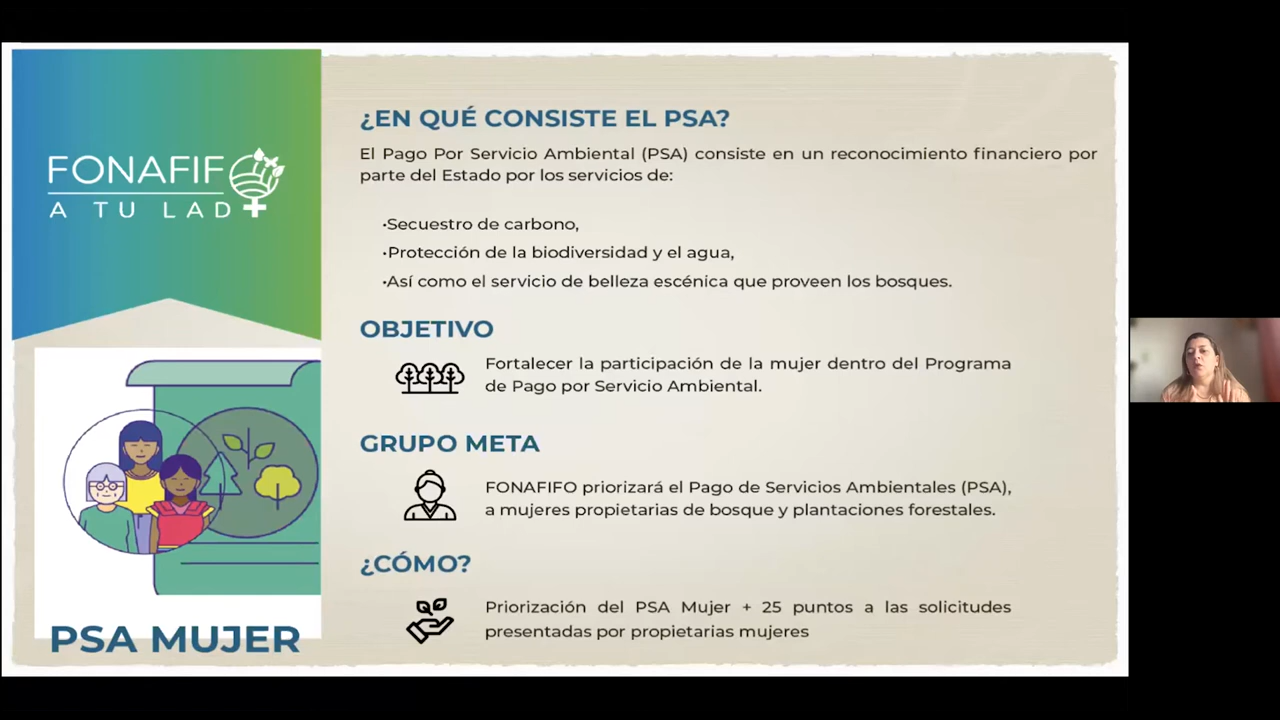 FONAFIFO
A TU LADO
PSA MUJER
¿EN QUÉ CONSISTE EL PSA?
El Pago Por Servicio Ambiental (PSA) consiste en un reconocimiento financiero por
parte del Estado por los servicios de:
•Secuestro de carbono,
•Protección de la biodiversidad y el agua,
•Así como el servicio de belleza escénica que proveen los bosques.
OBJETIVO
Fortalecer la participación de la mujer dentro del Programa
de Pago por Servicio Ambiental.
GRUPO META
FONAFIFO priorizará el Pago de Servicios Ambientales (PSA),
a mujeres propietarias de bosque y plantaciones forestales.
¿CÓMO?
Priorización del PSA Mujer + 25 puntos a las solicitudes
presentadas por propietarias mujeres